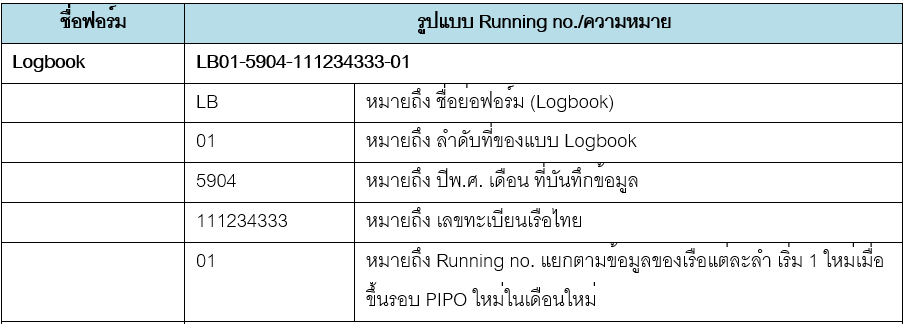 ชื่อฟอร์ม รูปแบบ Running no./ความหมาย
Logbook LB01-5904-111234333-01
LB หมายถึง ชื่อย่อฟอร์ม (Logbook)
01 หมายถึง ลำดับที่ของแบบ Logbook
5904 หมายถึง ปีพ.ศ. เดือน ที่บันทึกข้อมูล
111234333 หมายถึง เลขทะเบียนเรือไทย
01 หมายถึง Running no. แยกตามข้อมูลของเรือแต่ละลำ เริ่ม 1 ใหม่เมื่อ
ขึ้นรอบ PIPO ใหม่ในเดือนใหม่